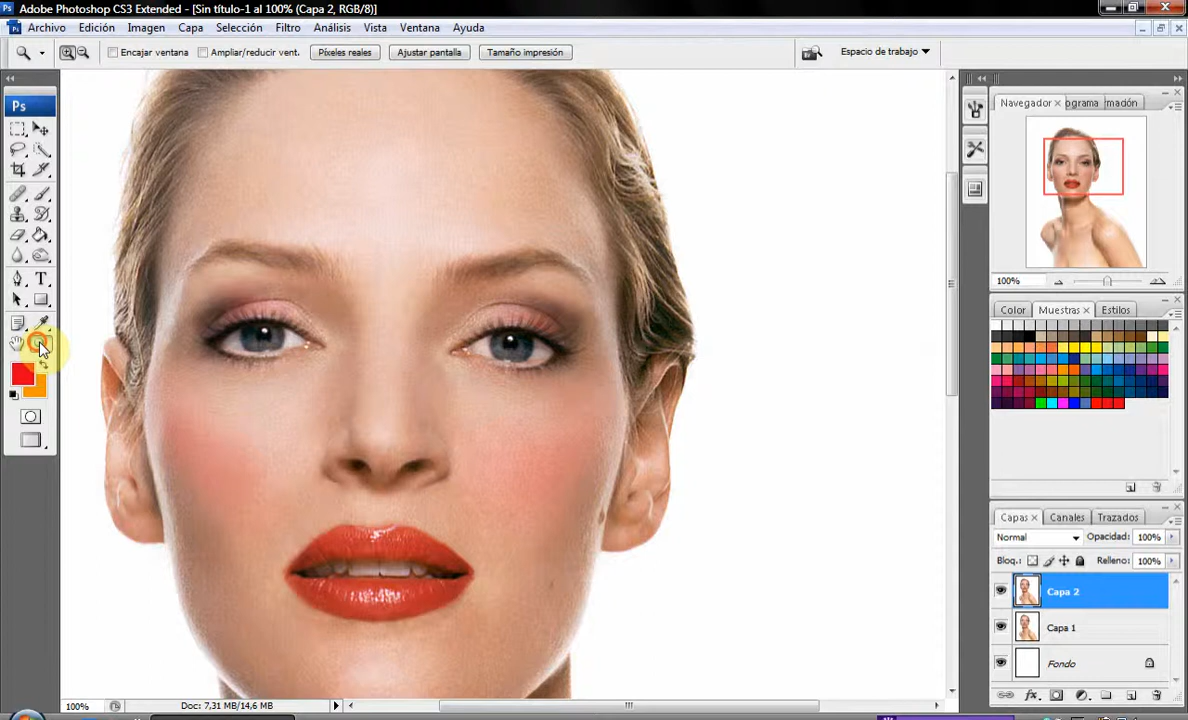 Adobe Photoshop CS3 Extended - [Sin título-1 al 100% (Capa 2, RGB/8)]
Archivo Edición Imagen Capa Selección Filtro Análisis Vista Ventana Ayuda
Encajar ventana Ampliar/reducir vent. Píxeles reales Ajustar pantalla Tamaño impresión Espacio de trabajo
Ps
Navegador ograma
100%
Color Muestras Estilos
Capas Canales Trazados
Normal Opacidad: 100%
Bloq.: Relleno: 100%
Capa 2
Capa 1
Fondo
100% Doc: 7,31 MB/14,6 MB